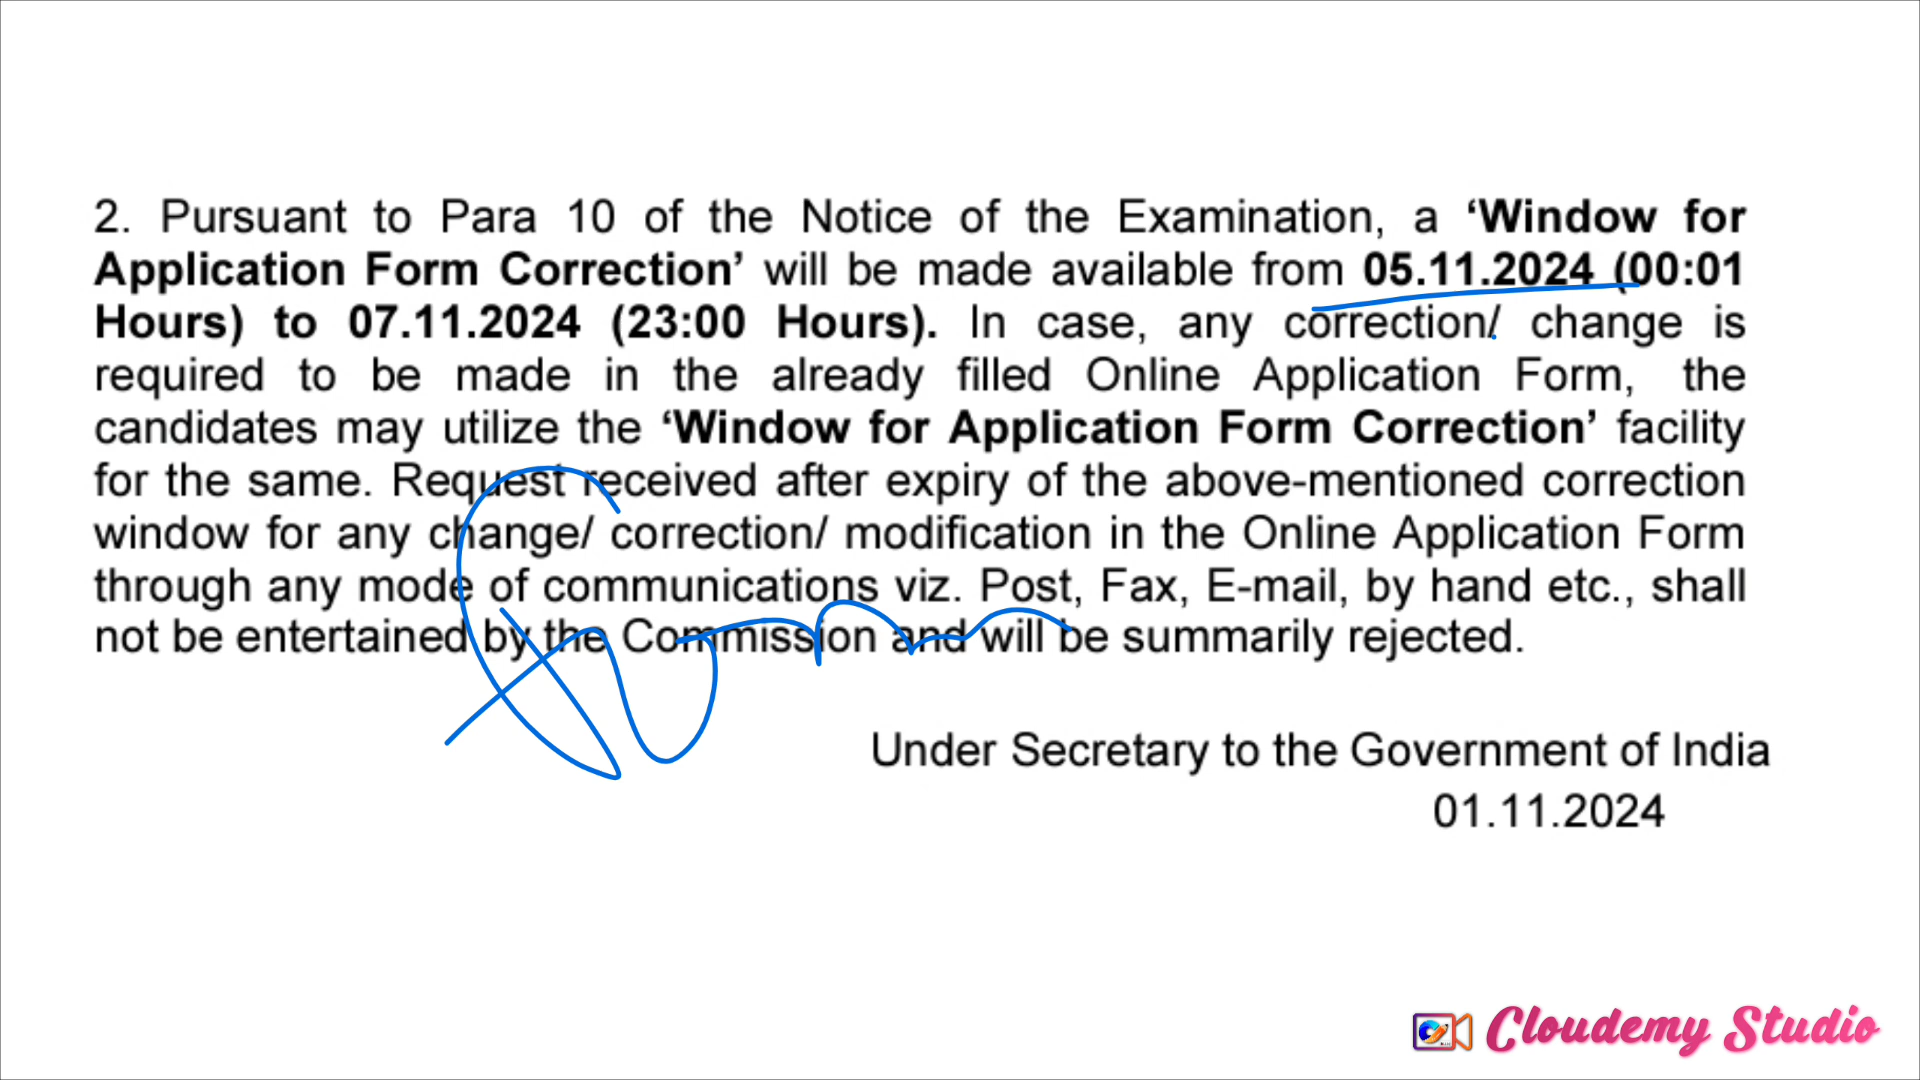 2. Pursuant to Para 10 of the Notice of the Examination, a ‘Window for
Application Form Correction’ will be made available from 05.11.2024 (00:01
Hours) to 07.11.2024 (23:00 Hours). In case, any correction/ change is
required to be made in the already filled Online Application Form, the
candidates may utilize the ‘Window for Application Form Correction’ facility
for the same. Request received after expiry of the above-mentioned correction
window for any change/ correction/ modification in the Online Application Form
through any mode of communications viz. Post, Fax, E-mail, by hand etc., shall
not be entertained by the Commission and will be summarily rejected.
Under Secretary to the Government of India
01.11.2024
Cloudemy Studio